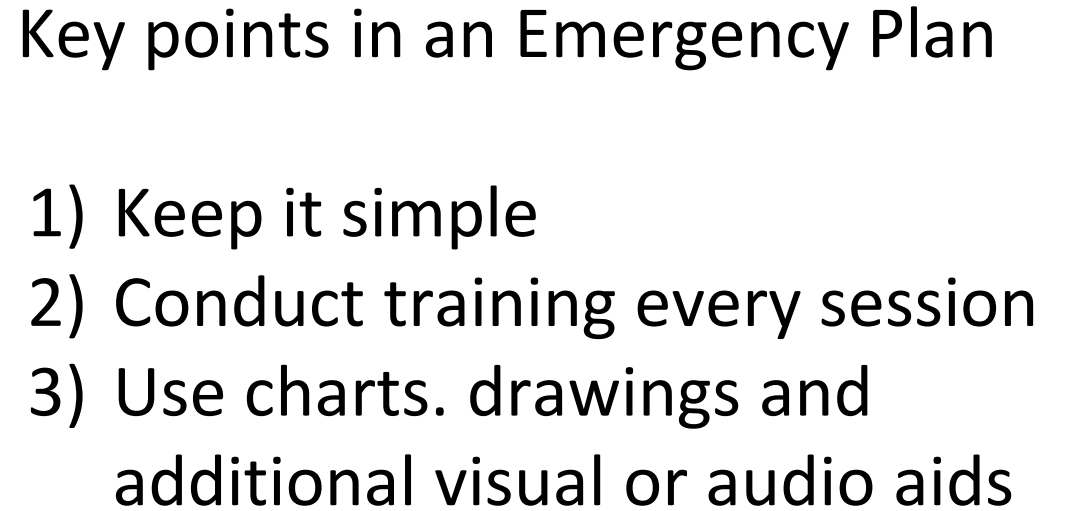 Key points in an Emergency Plan
1) Keep it simple
2) Conduct training every session
3) Use charts. drawings and
additional visual or audio aids